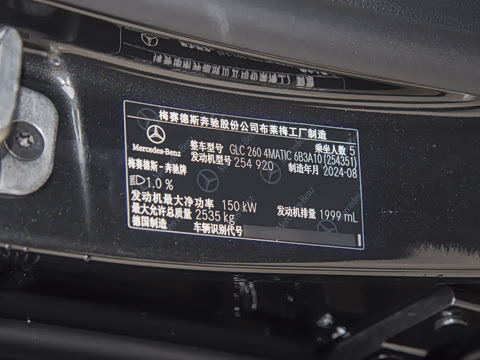 梅赛德斯奔驰股份公司布莱梅工厂制造
乘坐人数 5
整车型号 GLC 260 4MATIC 6B3A10 (254351)
Mercedes-Benz
发动机型号 254 920
制造年月 2024-08
梅赛德斯-奔驰牌
1.0 %
发动机最大净功率 150 kW
发动机排量 1999 mL
最大允许总质量 2535 kg
德国制造
车辆识别代号